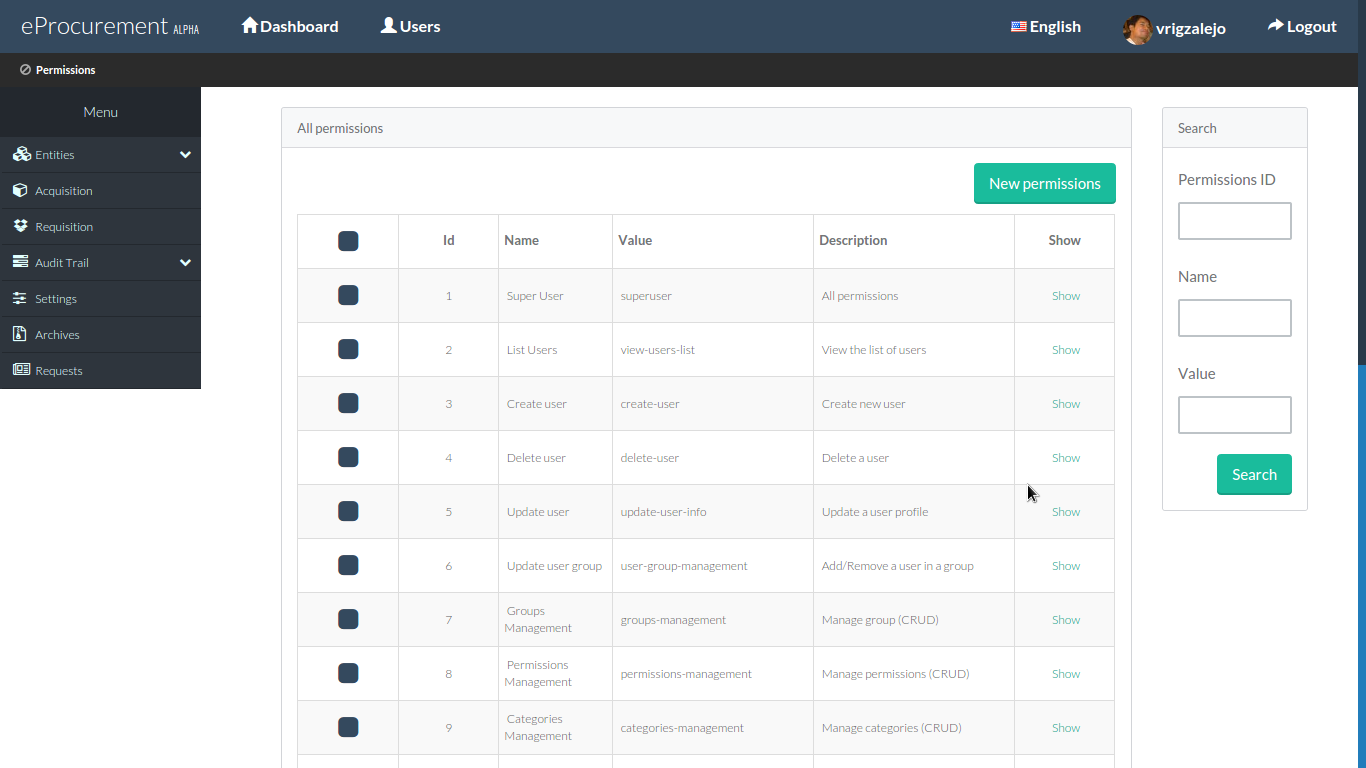 eProcurement ALPHA
Dashboard
Users
English
vrigzalejo
Logout
Permissions
Menu
Entities
Acquisition
Requisition
Audit Trail
Settings
Archives
Requests
All permissions
New permissions
Id Name Value Description Show
1 Super User superuser All permissions Show
2 List Users view-users-list View the list of users Show
3 Create user create-user Create new user Show
4 Delete user delete-user Delete a user Show
5 Update user update-user-info Update a user profile Show
6 Update user group user-group-management Add/Remove a user in a group Show
7 Groups Management groups-management Manage group (CRUD) Show
8 Permissions Management permissions-management Manage permissions (CRUD) Show
9 Categories Management categories-management Manage categories (CRUD) Show
Search
Permissions ID
Name
Value
Search